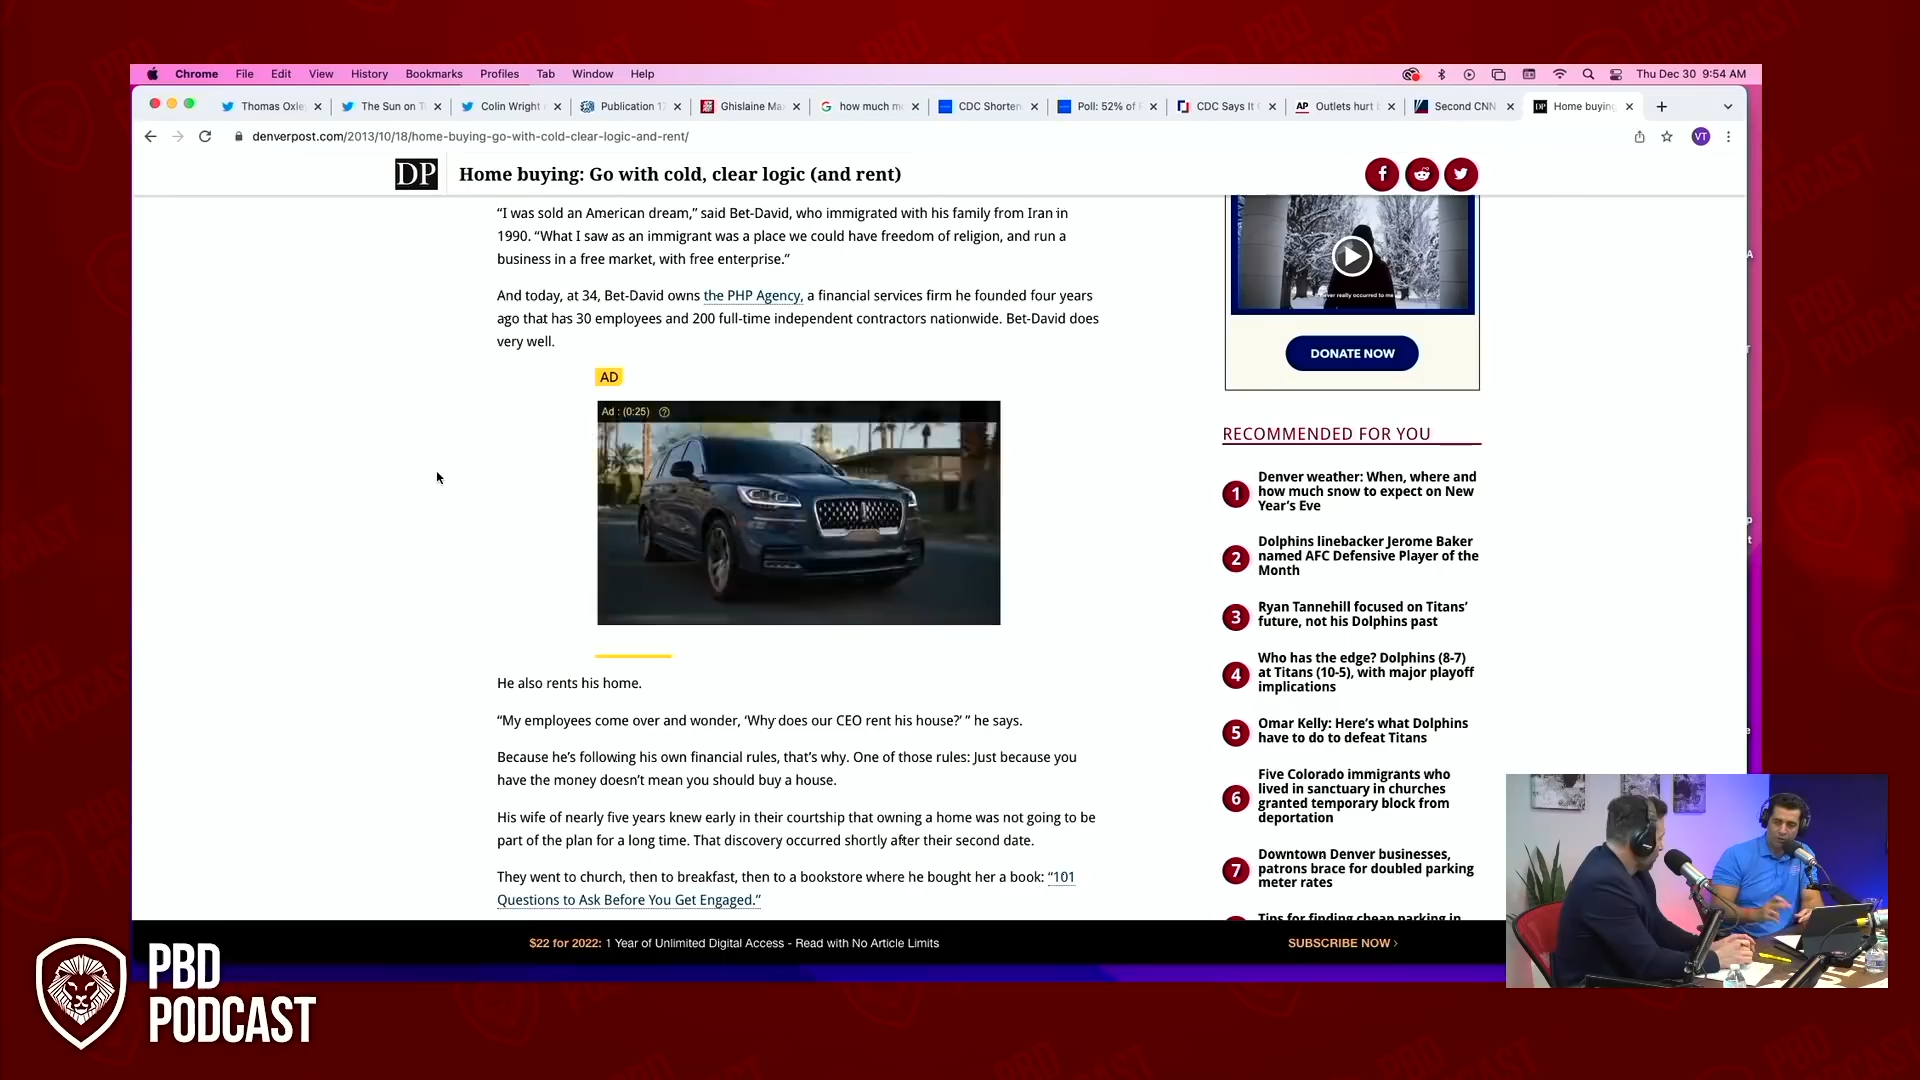 Chrome File Edit View History Bookmarks Profiles Tab Window Help
Thu Dec 30 9:54 AM
Thomas Oxle
The Sun on T
Colin Wright
Publication 17
Ghislaine Ma
how much m
CDC Shorten
Poll: 52% of
CDC Says It
AP Outlets hurt
Second CNN
DP Home buying
denverpost.com/2013/10/18/home-buying-go-with-cold-clear-logic-and-rent/
VT
DP Home buying: Go with cold, clear logic (and rent)
“I was sold an American dream,” said Bet-David, who immigrated with his family from Iran in
1990. “What I saw as an immigrant was a place we could have freedom of religion, and run a
business in a free market, with free enterprise.”
And today, at 34, Bet-David owns the PHP Agency, a financial services firm he founded four years
ago that has 30 employees and 200 full-time independent contractors nationwide. Bet-David does
very well.
AD
Ad : (0:25)
He also rents his home.
“My employees come over and wonder, ‘Why does our CEO rent his house?’ ” he says.
Because he’s following his own financial rules, that’s why. One of those rules: Just because you
have the money doesn’t mean you should buy a house.
His wife of nearly five years knew early in their courtship that owning a home was not going to be
part of the plan for a long time. That discovery occurred shortly after their second date.
They went to church, then to breakfast, then to a bookstore where he bought her a book: “101
Questions to Ask Before You Get Engaged.”
never really occurred to me
DONATE NOW
RECOMMENDED FOR YOU
1 Denver weather: When, where and
how much snow to expect on New
Year’s Eve
2 Dolphins linebacker Jerome Baker
named AFC Defensive Player of the
Month
3 Ryan Tannehill focused on Titans’
future, not his Dolphins past
4 Who has the edge? Dolphins (8-7)
at Titans (10-5), with major playoff
implications
5 Omar Kelly: Here’s what Dolphins
have to do to defeat Titans
6 Five Colorado immigrants who
lived in sanctuary in churches
granted temporary block from
deportation
7 Downtown Denver businesses,
patrons brace for doubled parking
meter rates
Tips for finding cheap parking in
$22 for 2022: 1 Year of Unlimited Digital Access - Read with No Article Limits
SUBSCRIBE NOW ›
PBD
PODCAST